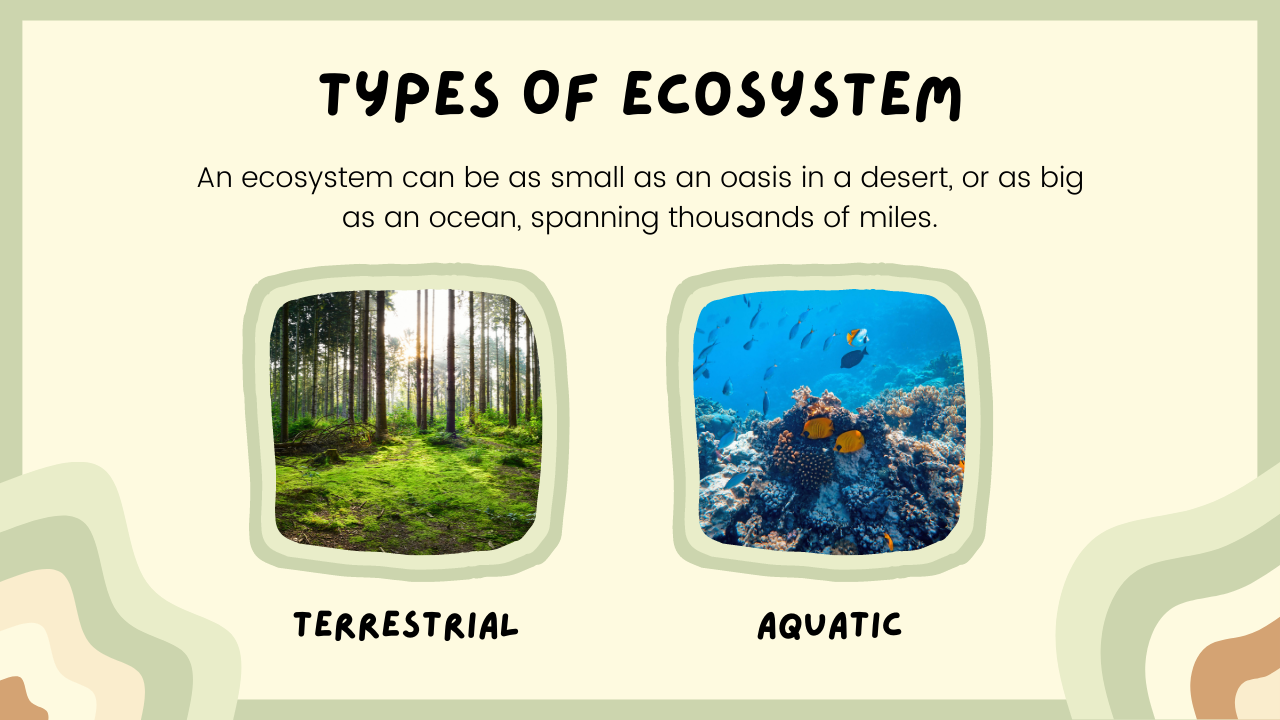 TYPES OF ECOSYSTEM
An ecosystem can be as small as an oasis in a desert, or as big
as an ocean, spanning thousands of miles.
TERRESTRIAL
AQUATIC